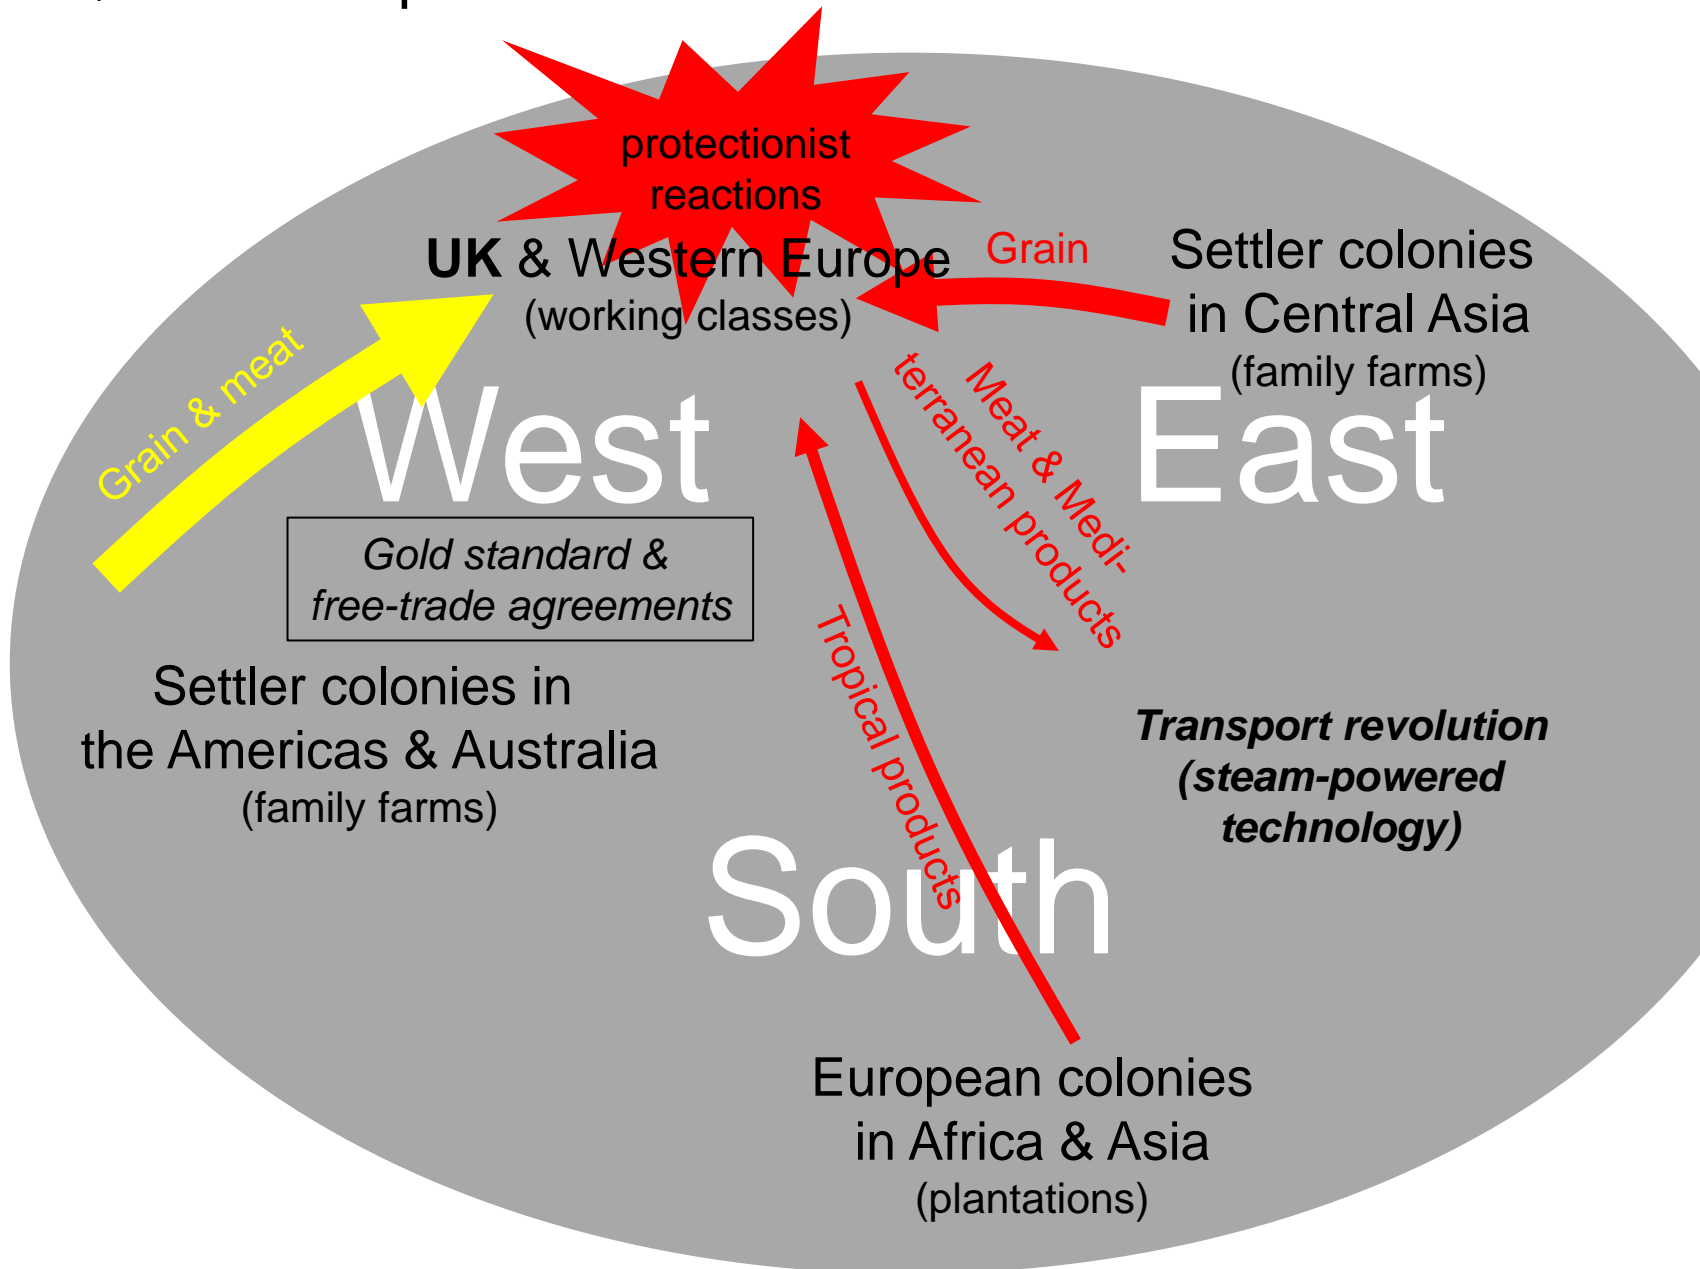 protectionist
reactions
UK & Western Europe
(working classes)
Grain
Settler colonies
in Central Asia
(family farms)
Grain & meat
West
East
Meat & Medi-
terranean products
Gold standard &
free-trade agreements
Tropical products
Settler colonies in
the Americas & Australia
(family farms)
Transport revolution
(steam-powered
technology)
South
European colonies
in Africa & Asia
(plantations)